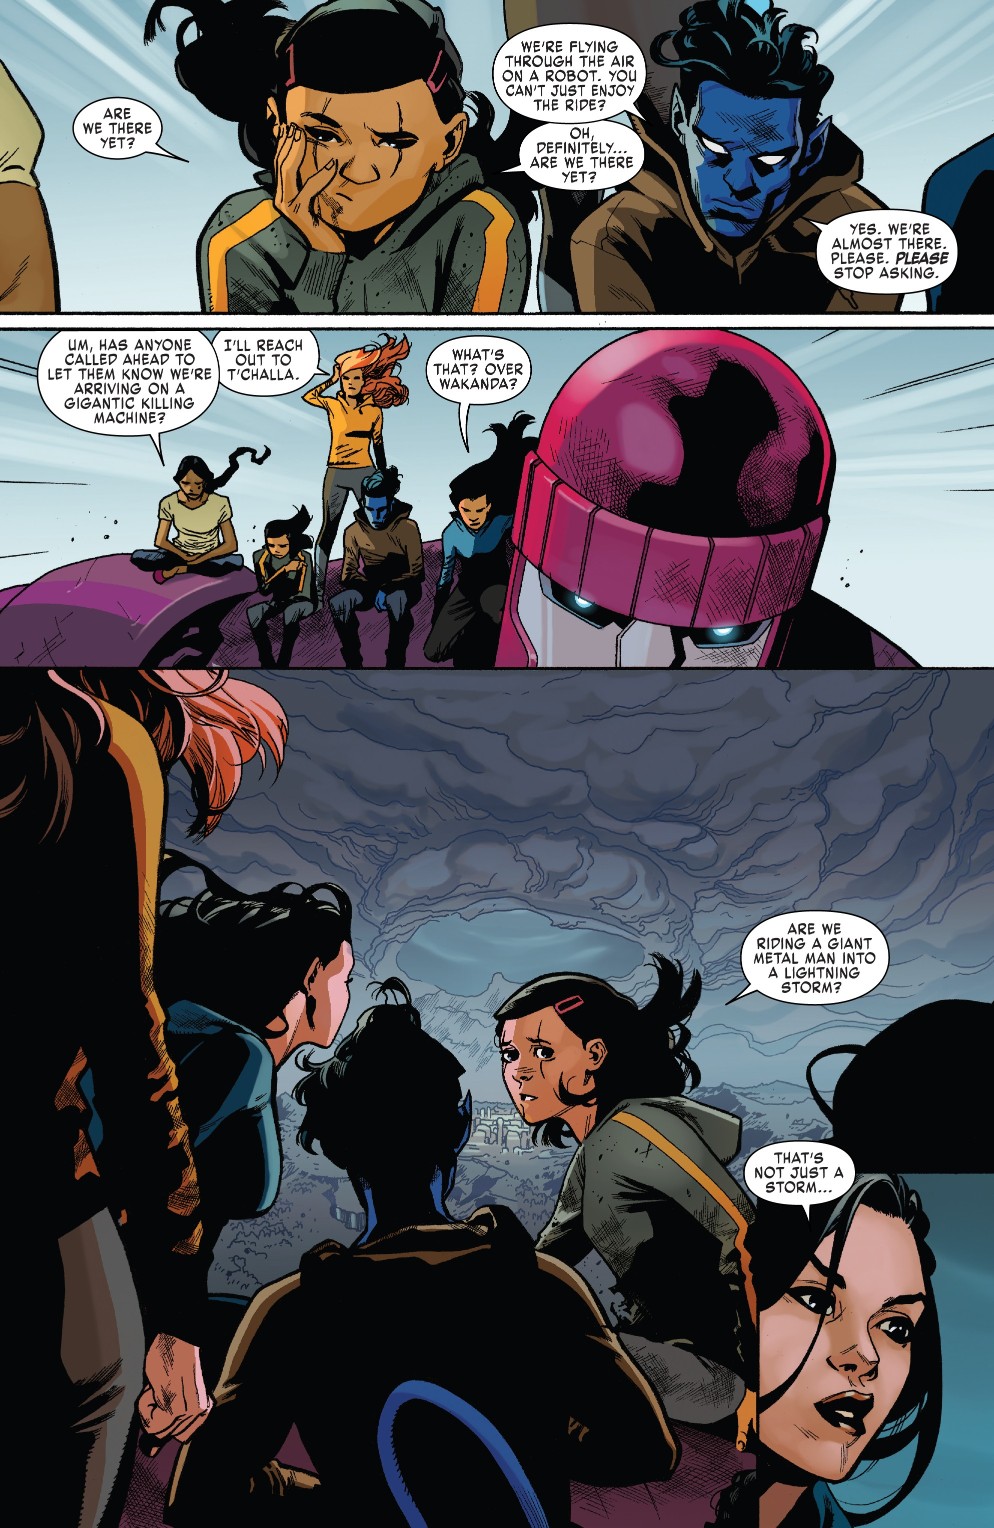 ARE
WE THERE
YET?
WE'RE FLYING
THROUGH THE AIR
ON A ROBOT. YOU
CAN'T JUST ENJOY
THE RIDE?
OH,
DEFINITELY...
ARE WE THERE
YET?
YES. WE'RE
ALMOST THERE.
PLEASE. PLEASE
STOP ASKING.
UM, HAS ANYONE
CALLED AHEAD TO
LET THEM KNOW WE'RE
ARRIVING ON A
GIGANTIC KILLING
MACHINE?
I'LL REACH
OUT TO
T'CHALLA.
WHAT'S
THAT? OVER
WAKANDA?
ARE WE
RIDING A GIANT
METAL MAN INTO
A LIGHTNING
STORM?
THAT'S
NOT JUST A
STORM...